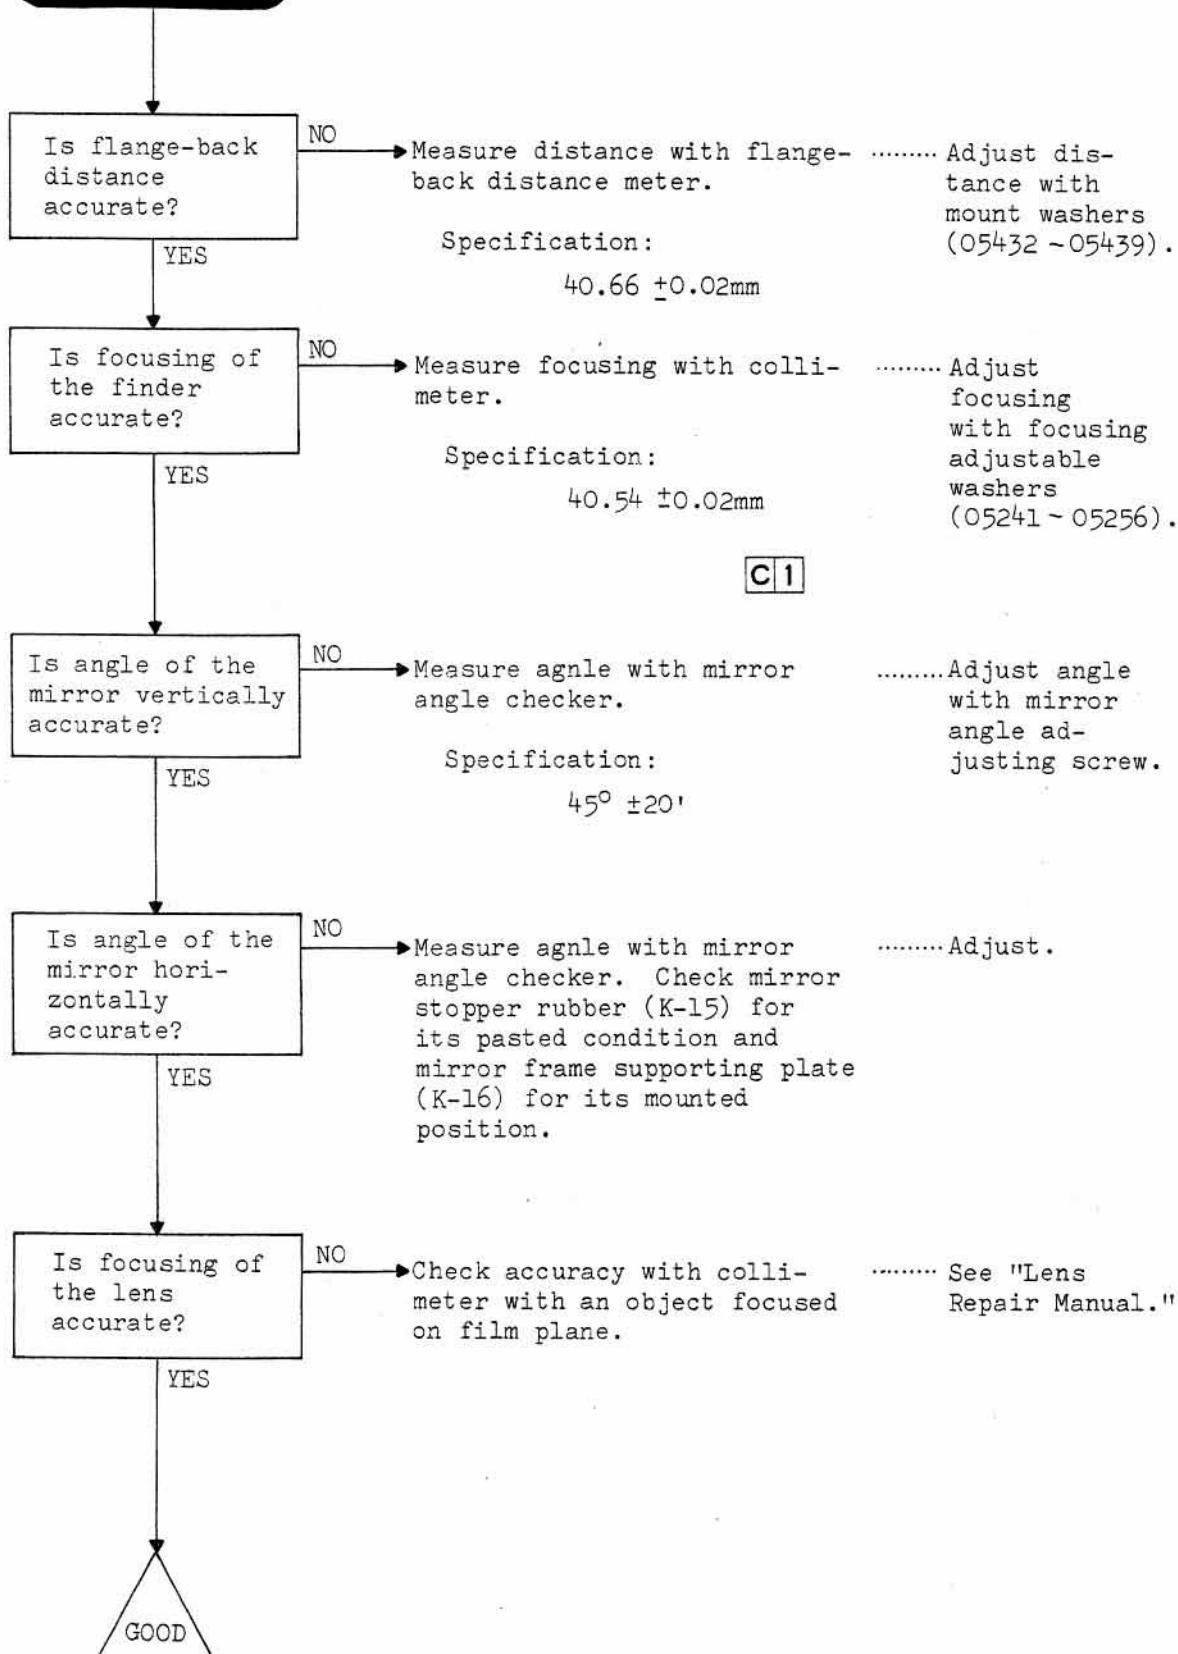 Is flange-back
distance
accurate?
NO
Measure distance with flange-
back distance meter.
Specification:
40.66 ±0.02mm
......... Adjust dis-
tance with
mount washers
(05432 ~ 05439).
YES
Is focusing of
the finder
accurate?
NO
Measure focusing with colli-
meter.
Specification:
40.54 ±0.02mm
......... Adjust
focusing
with focusing
adjustable
washers
(05241 ~ 05256).
YES
C 1
Is angle of the
mirror vertically
accurate?
NO
Measure agnle with mirror
angle checker.
Specification:
45° ±20'
......... Adjust angle
with mirror
angle ad-
justing screw.
YES
Is angle of the
mirror hori-
zontally
accurate?
NO
Measure agnle with mirror
angle checker. Check mirror
stopper rubber (K-15) for
its pasted condition and
mirror frame supporting plate
(K-16) for its mounted
position.
......... Adjust.
YES
Is focusing of
the lens
accurate?
NO
Check accuracy with colli-
meter with an object focused
on film plane.
......... See "Lens
Repair Manual."
YES
GOOD